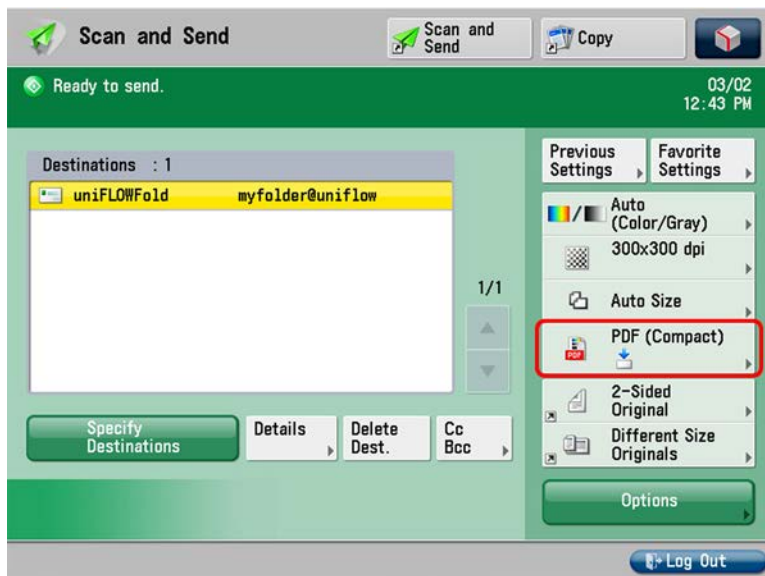 Scan and Send
Scan and
Send
Copy
Ready to send.
03/02
12:43 PM
Destinations : 1
uniFLOWFold myfolder@uniflow
1/1
Previous
Settings
Favorite
Settings
Auto
(Color/Gray)
300x300 dpi
Auto Size
PDF
PDF (Compact)
2-Sided
Original
Different Size
Originals
Specify
Destinations
Details
Delete
Dest.
Cc
Bcc
Options
Log Out